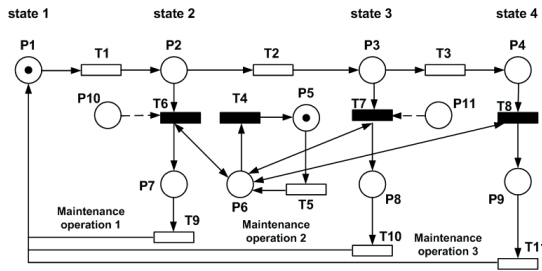 state 1 state 2 state 3 state 4
P1 T1 P2 T2 P3 T3 P4
P10 T6 T4 P5 T7 P11 T8
P7 P6 T5 P8 P9
Maintenance operation 1
T9
Maintenance operation 2
T10
Maintenance operation 3
T11